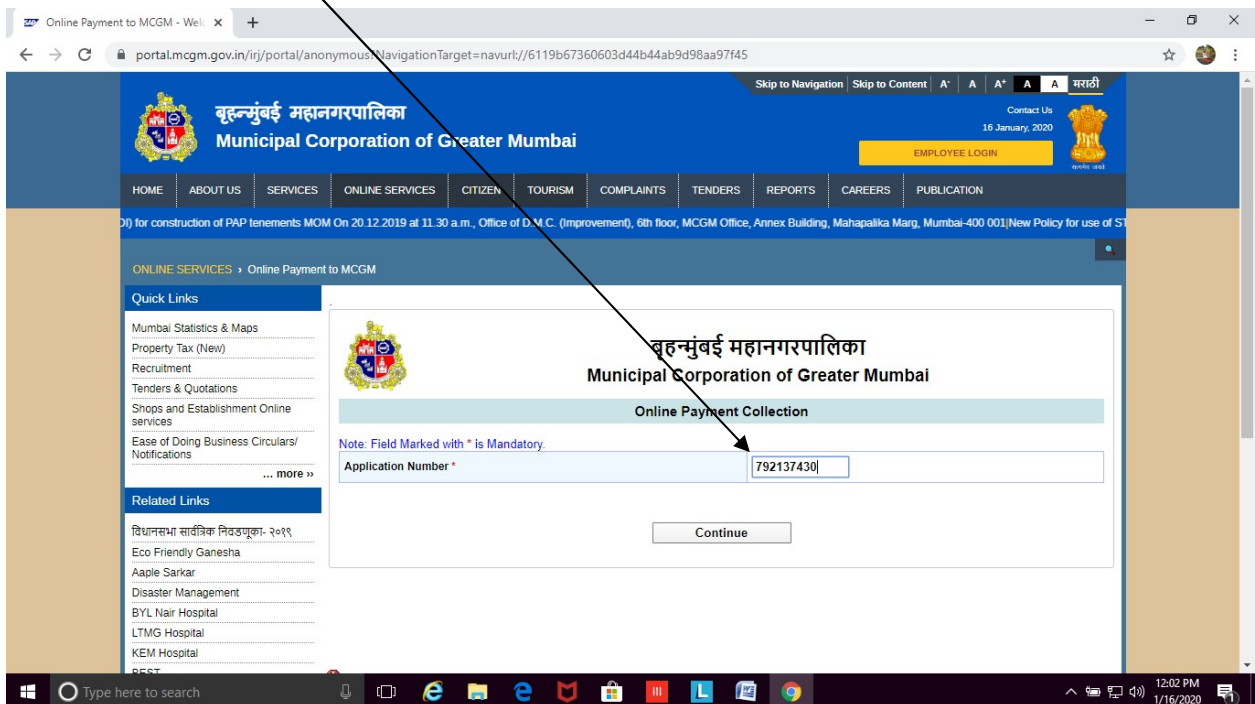 Online Payment to MCGM - Wel
portal.mcgm.gov.in/irj/portal/anonymous?NavigationTarget=navurl://6119b67360603d44b44ab9d98aa97f45
Skip to Navigation Skip to Content A- A A+ A A मराठी
बृहन्मुंबई महानगरपालिका
Municipal Corporation of Greater Mumbai
Contact Us
16 January, 2020
EMPLOYEE LOGIN
HOME ABOUT US SERVICES ONLINE SERVICES CITIZEN TOURISM COMPLAINTS TENDERS REPORTS CAREERS PUBLICATION
OI) for construction of PAP tenements MOM On 20.12.2019 at 11.30 a.m., Office of D.M.C. (Improvement), 6th floor, MCGM Office, Annex Building, Mahapalika Marg, Mumbai-400 001|New Policy for use of ST
ONLINE SERVICES › Online Payment to MCGM
Quick Links
Mumbai Statistics & Maps
Property Tax (New)
Recruitment
Tenders & Quotations
Shops and Establishment Online
services
Ease of Doing Business Circulars/
Notifications
... more ››
Related Links
विधानसभा सार्वत्रिक निवडणूका- २०१९
Eco Friendly Ganesha
Aaple Sarkar
Disaster Management
BYL Nair Hospital
LTMG Hospital
KEM Hospital
BEST
बृहन्मुंबई महानगरपालिका
Municipal Corporation of Greater Mumbai
Online Payment Collection
Note: Field Marked with * is Mandatory.
Application Number * 792137430
Continue
Type here to search
12:02 PM
1/16/2020